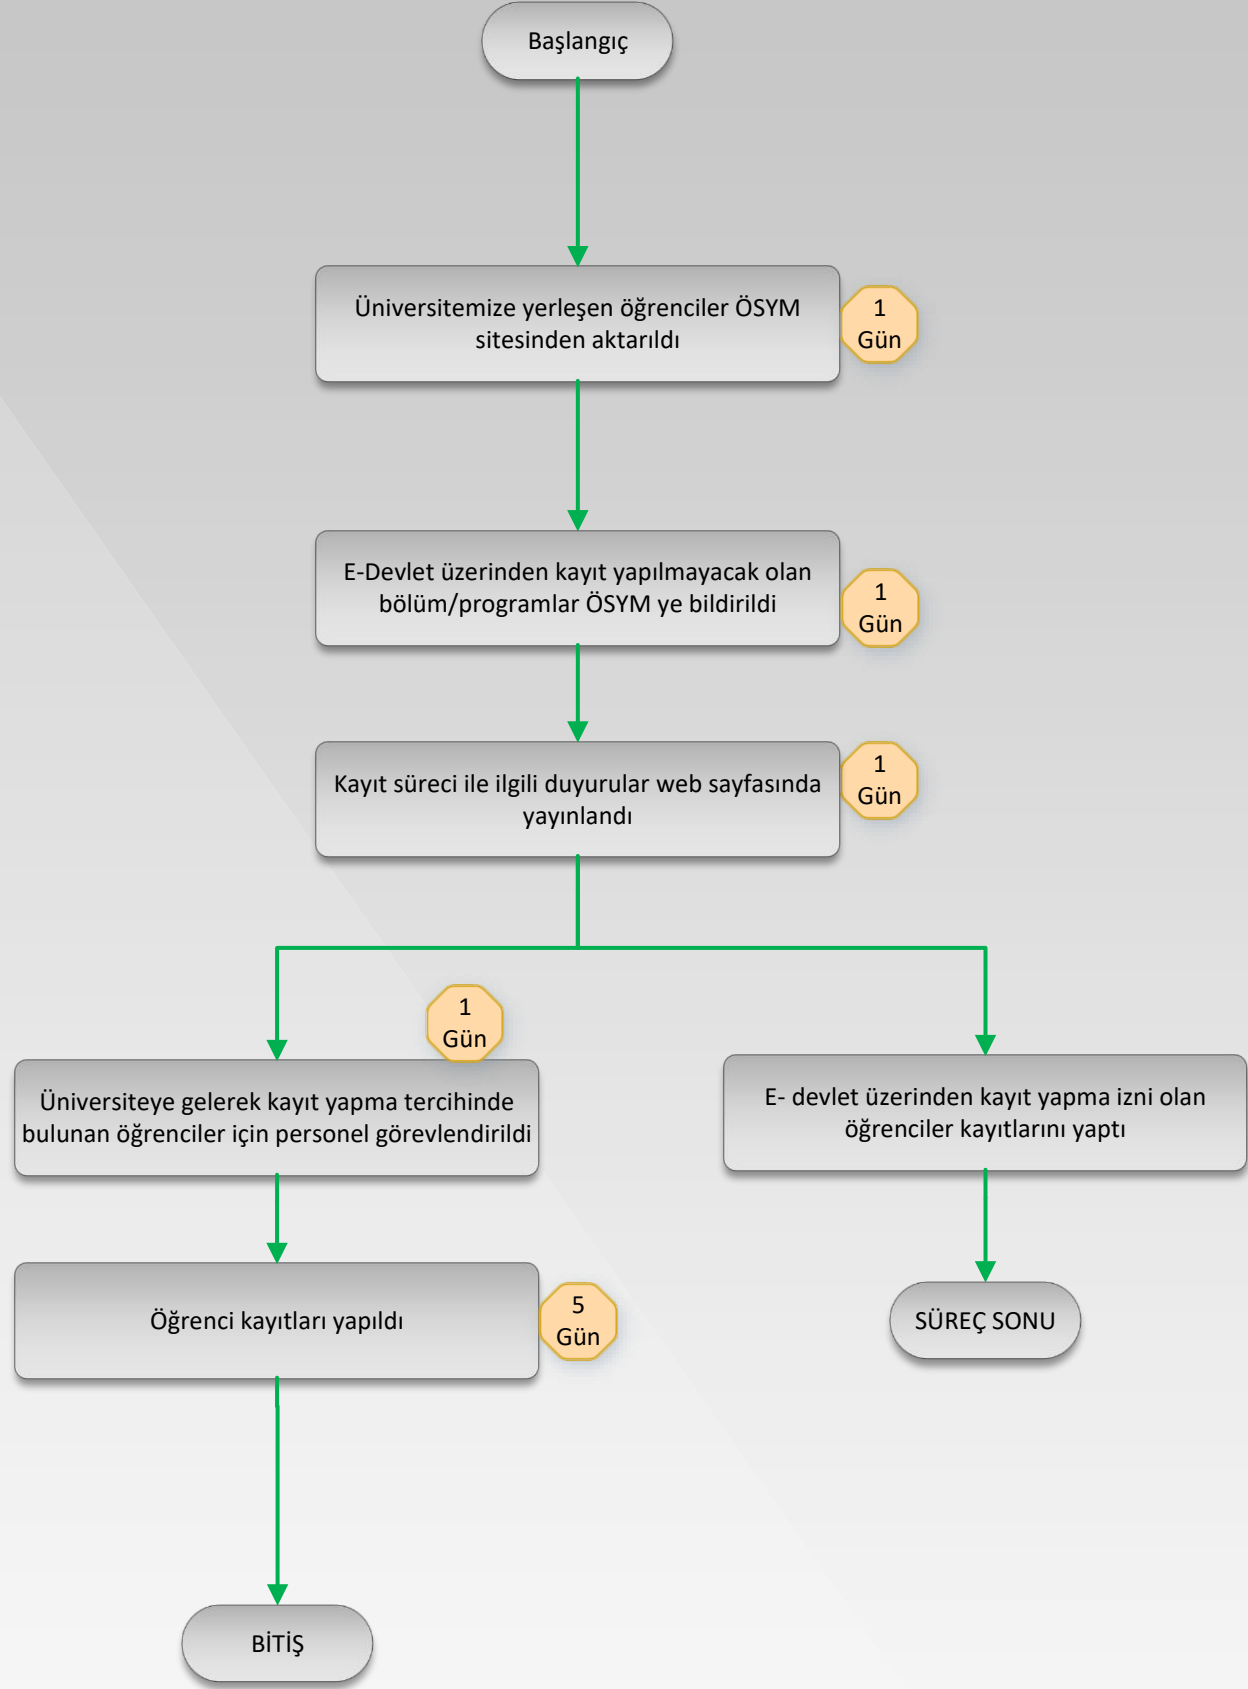 Başlangıç
Üniversitemize yerleşen öğrenciler ÖSYM
sitesinden aktarıldı
1
Gün
E-Devlet üzerinden kayıt yapılmayacak olan
bölüm/programlar ÖSYM ye bildirildi
1
Gün
Kayıt süreci ile ilgili duyurular web sayfasında
yayınlandı
1
Gün
1
Gün
Üniversiteye gelerek kayıt yapma tercihinde
bulunan öğrenciler için personel görevlendirildi
E- devlet üzerinden kayıt yapma izni olan
öğrenciler kayıtlarını yaptı
Öğrenci kayıtları yapıldı
5
Gün
SÜREÇ SONU
BİTİŞ